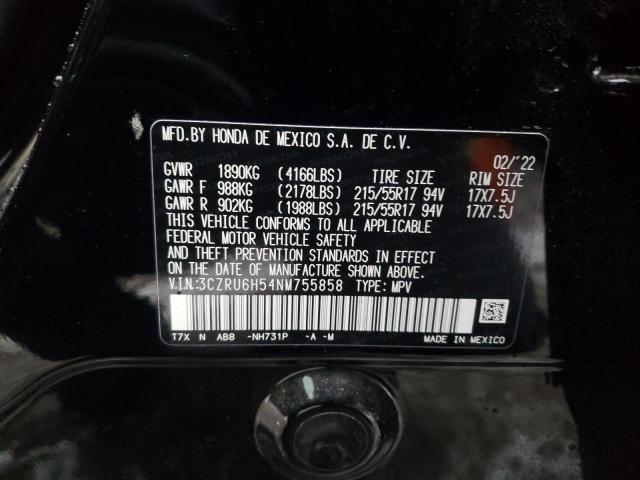 MFD.BY HONDA DE MEXICO S.A. DE C.V.
02/'22
GVWR 1890KG (4166LBS) TIRE SIZE RIM SIZE
GAWR F 988KG (2178LBS) 215/55R17 94V 17X7.5J
GAWR R 902KG (1988LBS) 215/55R17 94V 17X7.5J
THIS VEHICLE CONFORMS TO ALL APPLICABLE
FEDERAL MOTOR VEHICLE SAFETY
AND THEFT PREVENTION STANDARDS IN EFFECT
ON THE DATE OF MANUFACTURE SHOWN ABOVE.
V.I.N:3CZRU6H54NM755858 TYPE: MPV
T7X N AB8 -NH731P -A -M MADE IN MEXICO